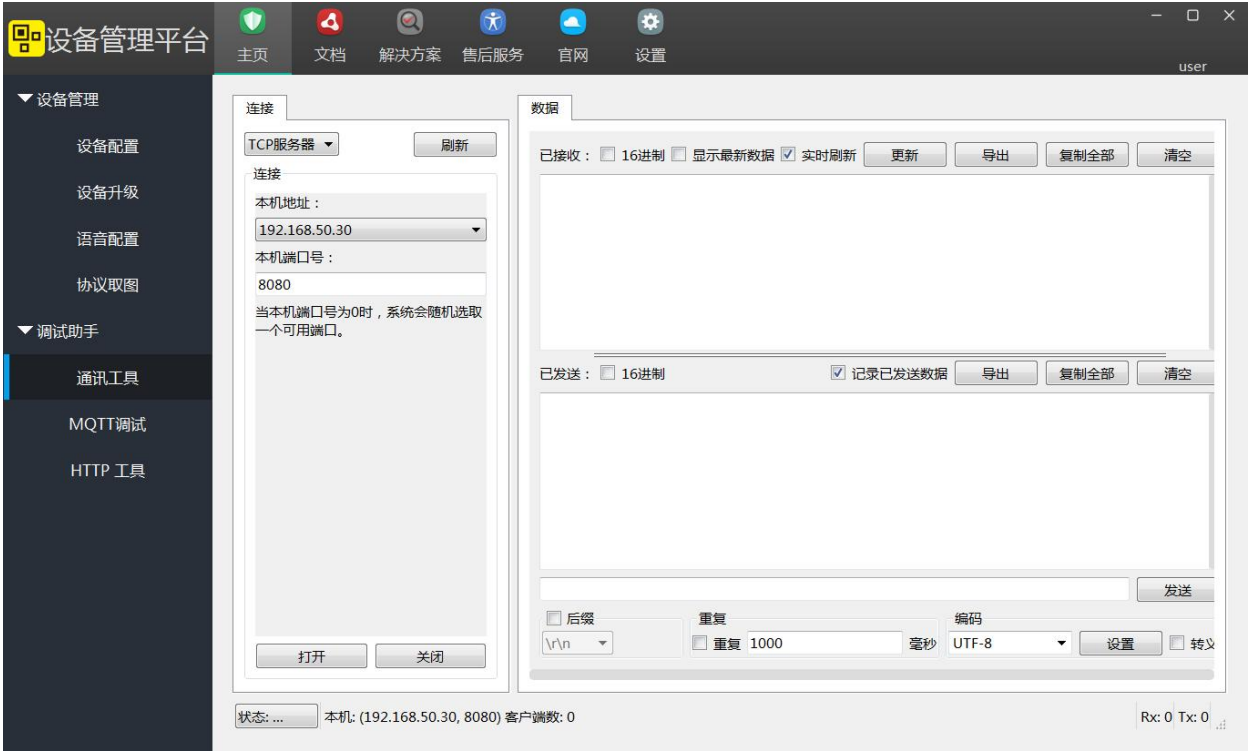 设备管理平台
主页
文档
解决方案
售后服务
官网
设置
user
设备管理
设备配置
设备升级
语音配置
协议取图
调试助手
通讯工具
MQTT调试
HTTP 工具
连接
TCP服务器
刷新
连接
本机地址：
192.168.50.30
本机端口号：
8080
当本机端口号为0时，系统会随机选取
一个可用端口。
打开
关闭
数据
已接收： 16进制 显示最新数据 实时刷新 更新 导出 复制全部 清空
已发送： 16进制 记录已发送数据 导出 复制全部 清空
发送
后缀 重复 编码
\r\n 重复 1000 毫秒 UTF-8 设置 转义
状态: ... 本机: (192.168.50.30, 8080) 客户端数: 0 Rx: 0 Tx: 0